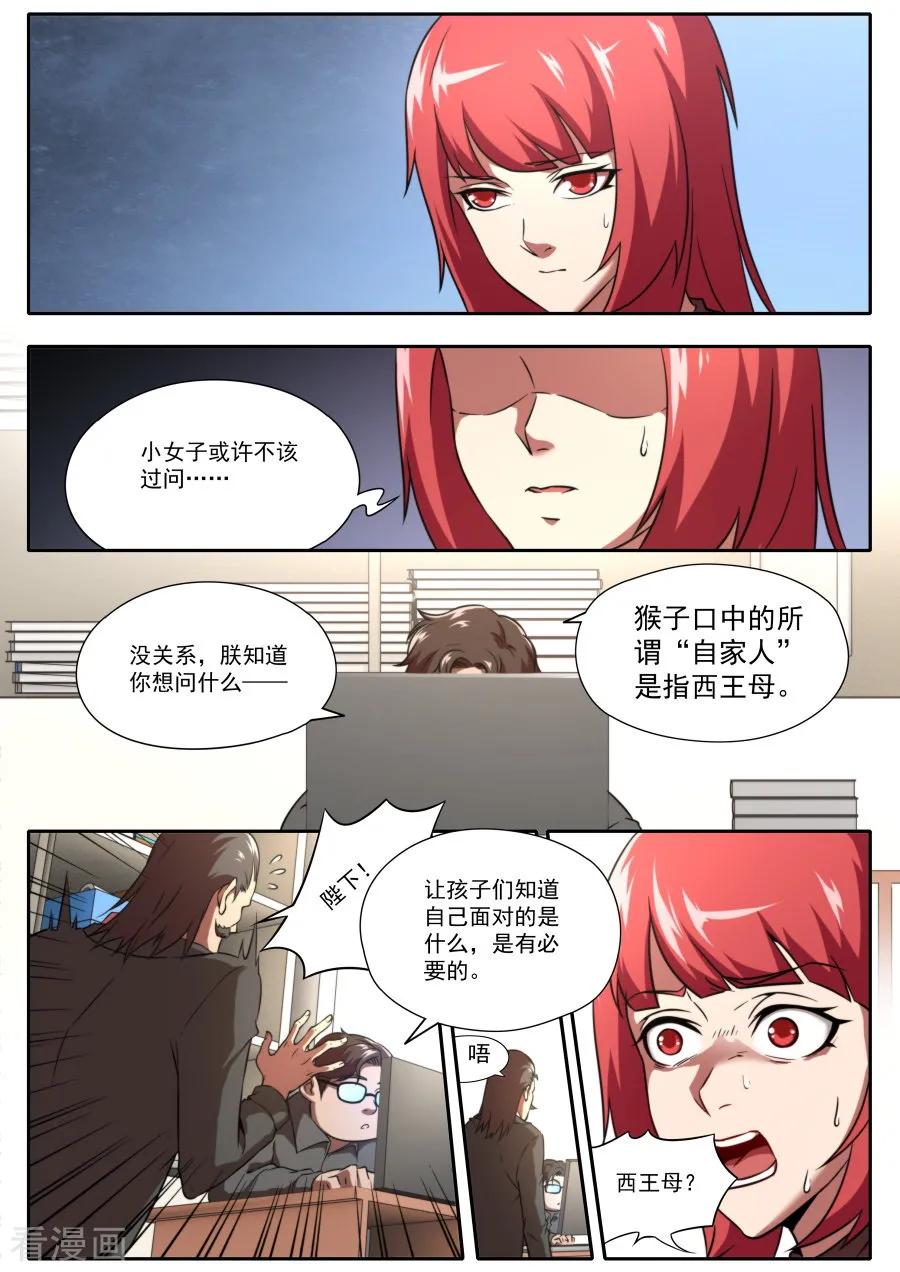 小女子或许不该
过问……
没关系，朕知道
你想问什么——
猴子口中的所
谓“自家人”
是指西王母。
陛下！
让孩子们知道
自己面对的是
什么，是有必
要的。
唔
西王母？
看漫画